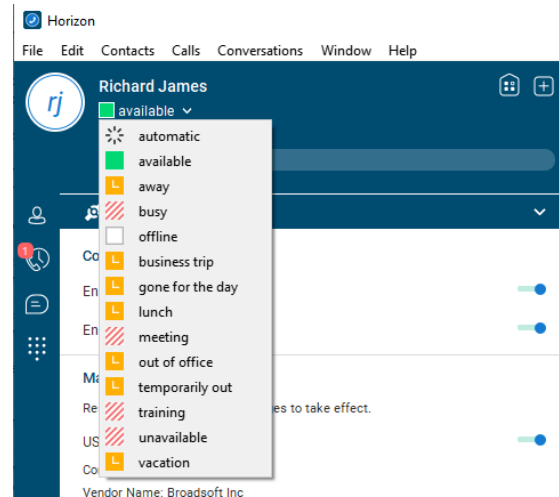 Horizon
File Edit Contacts Calls Conversations Window Help
rj
Richard James
available
automatic
available
away
busy
offline
business trip
gone for the day
lunch
meeting
out of office
temporarily out
training
unavailable
vacation
1
Co
En
En
Ma
Re
es to take effect.
US
Co
Vendor Name: Broadsoft Inc